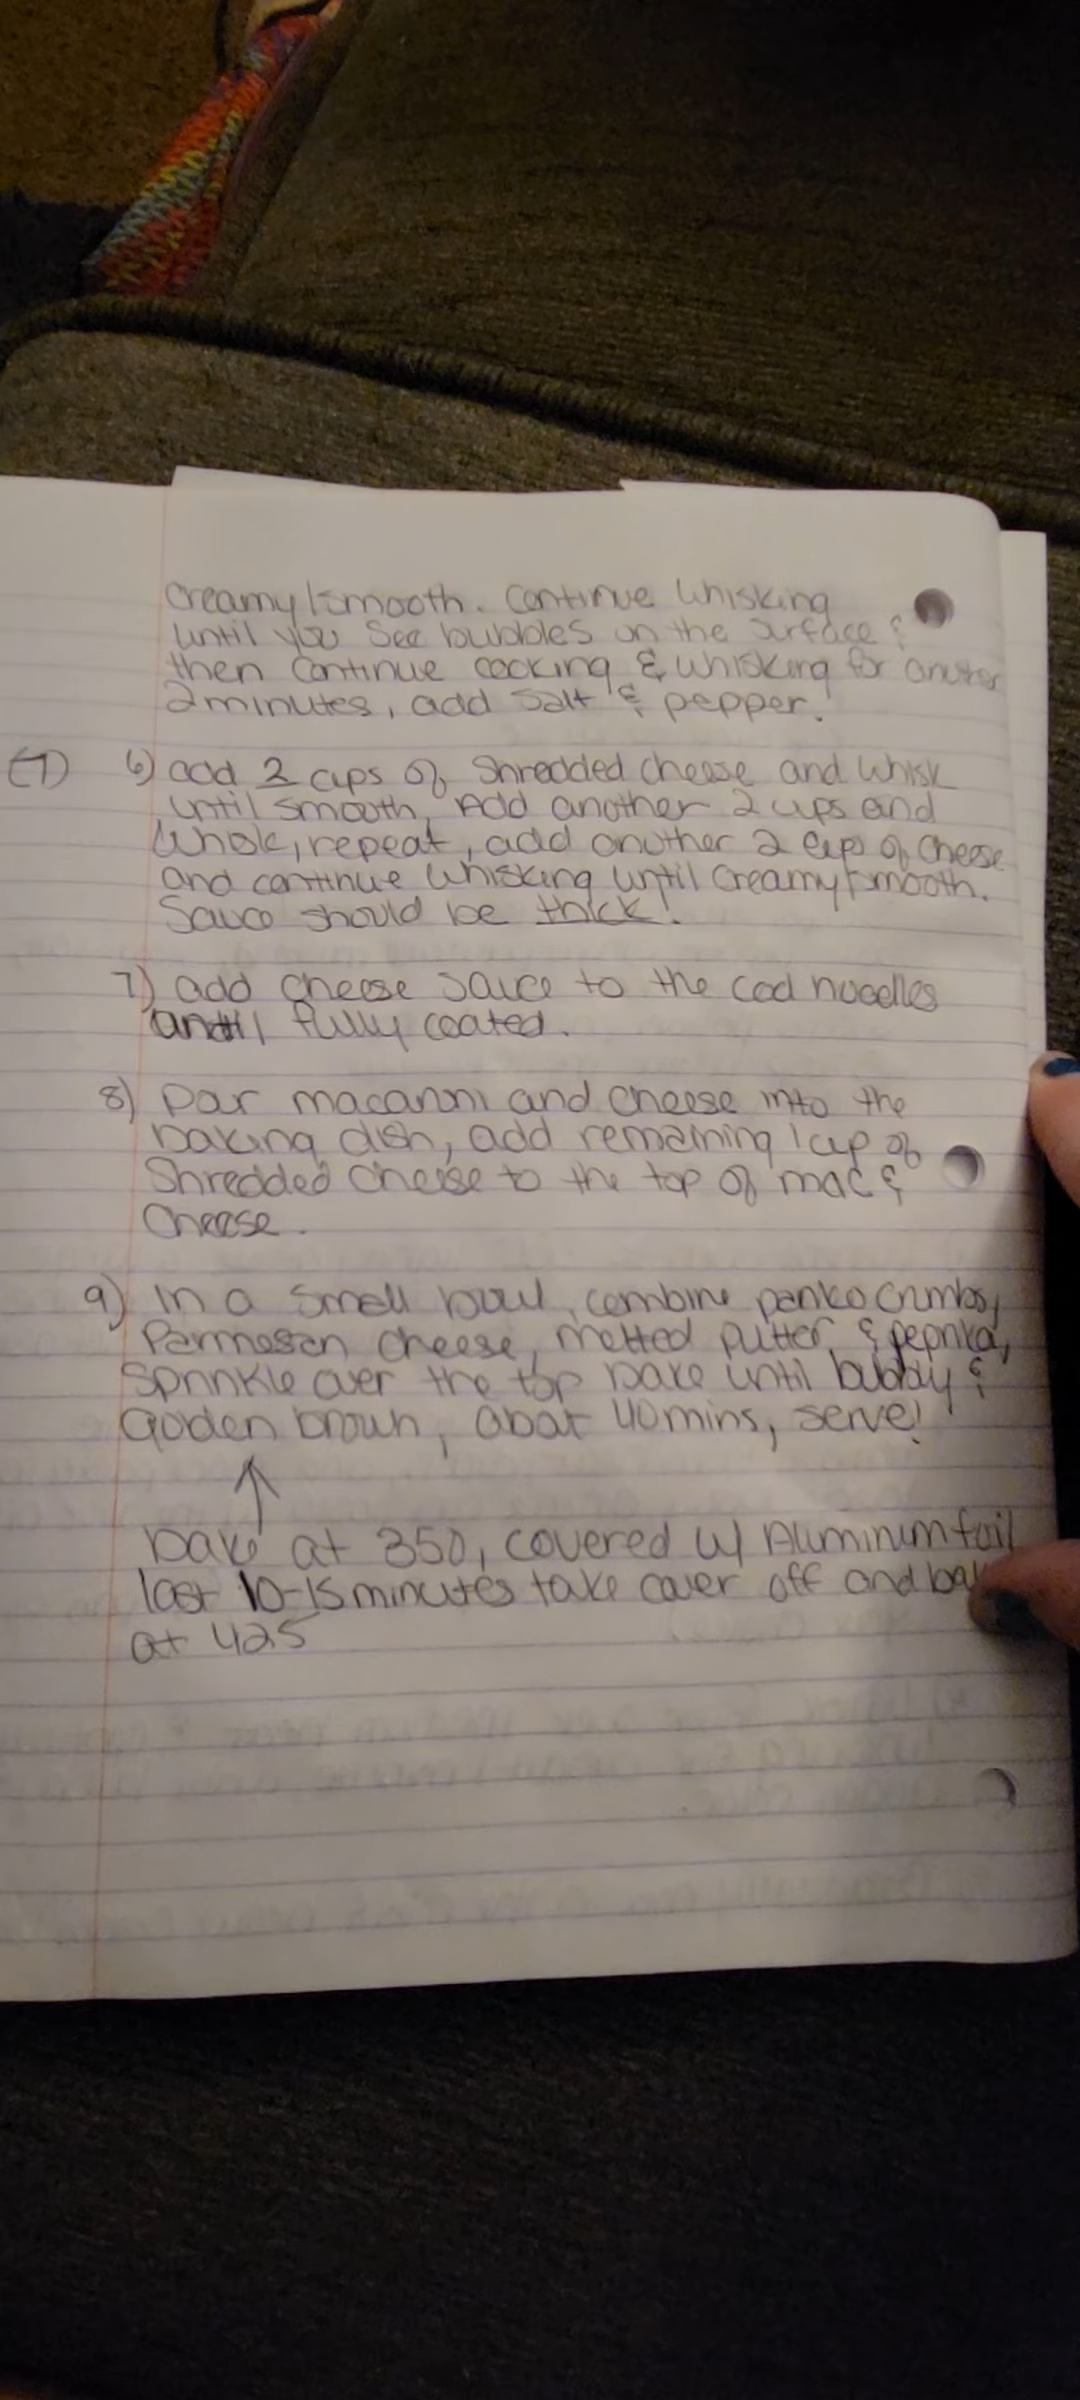 creamy/smooth. Continue whisking
until you see bubbles on the surface &
then continue cooking & whisking for another
2 minutes, add salt & pepper.
(7) 6) add 2 cups of Shredded cheese and whisk
until smooth, Add another 2 cups and
Whisk, repeat, add another 2 cups of cheese
and continue whisking until creamy/smooth.
Sauce should be thick!
7) add cheese sauce to the cool noodles
until fully coated.
8) Pour macaroni and cheese into the
baking dish, add remaining 1 cup of
Shredded cheese to the top of mac &
Cheese.
9) In a small bowl, combine panko crumbs,
Parmesan cheese, melted butter, & paprika,
Sprinkle over the top bake until bubbly &
golden brown, about 40 mins, serve!
bake at 350, covered w/ Aluminum foil
last 10-15 minutes take cover off and
at 425